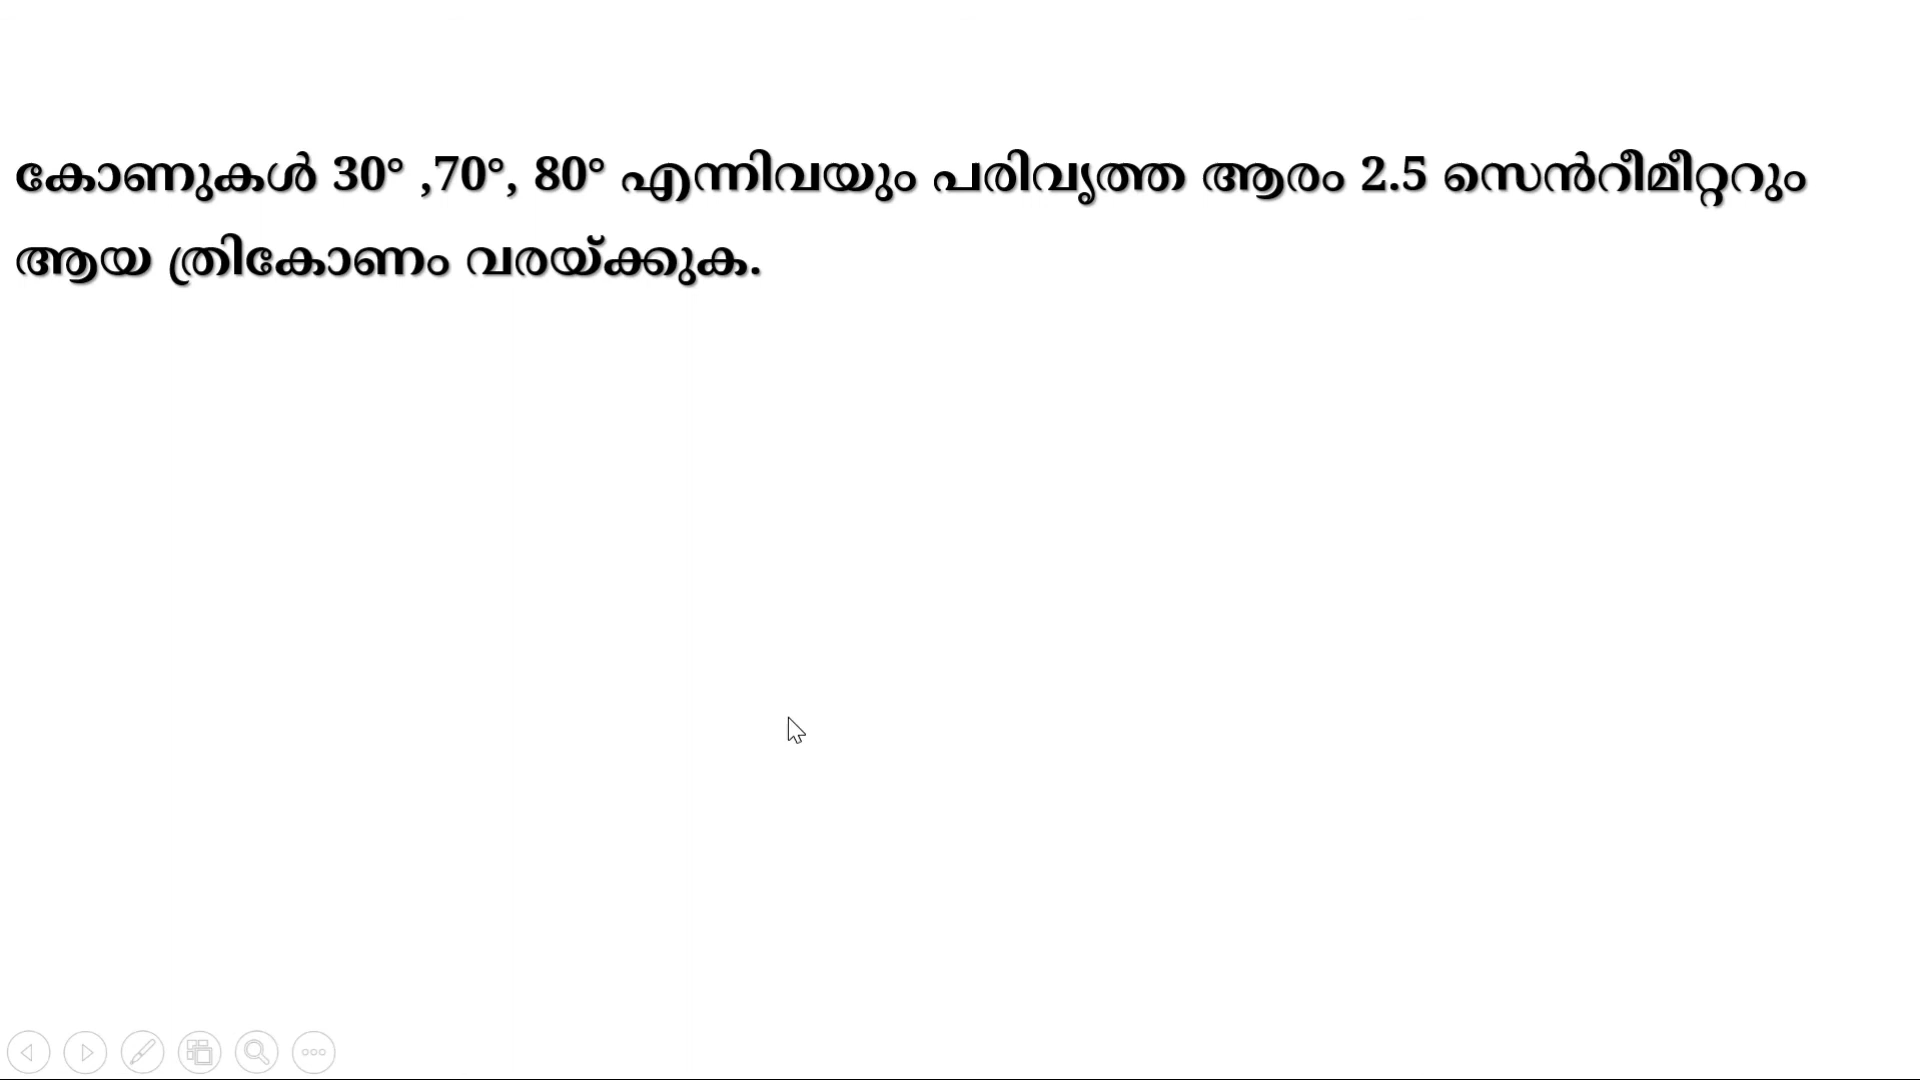 കോണുകൾ 30° ,70°, 80° എന്നിവയും പരിവൃത്ത ആരം 2.5 സെൻറീമീറ്ററും
ആയ ത്രികോണം വരയ്ക്കുക.